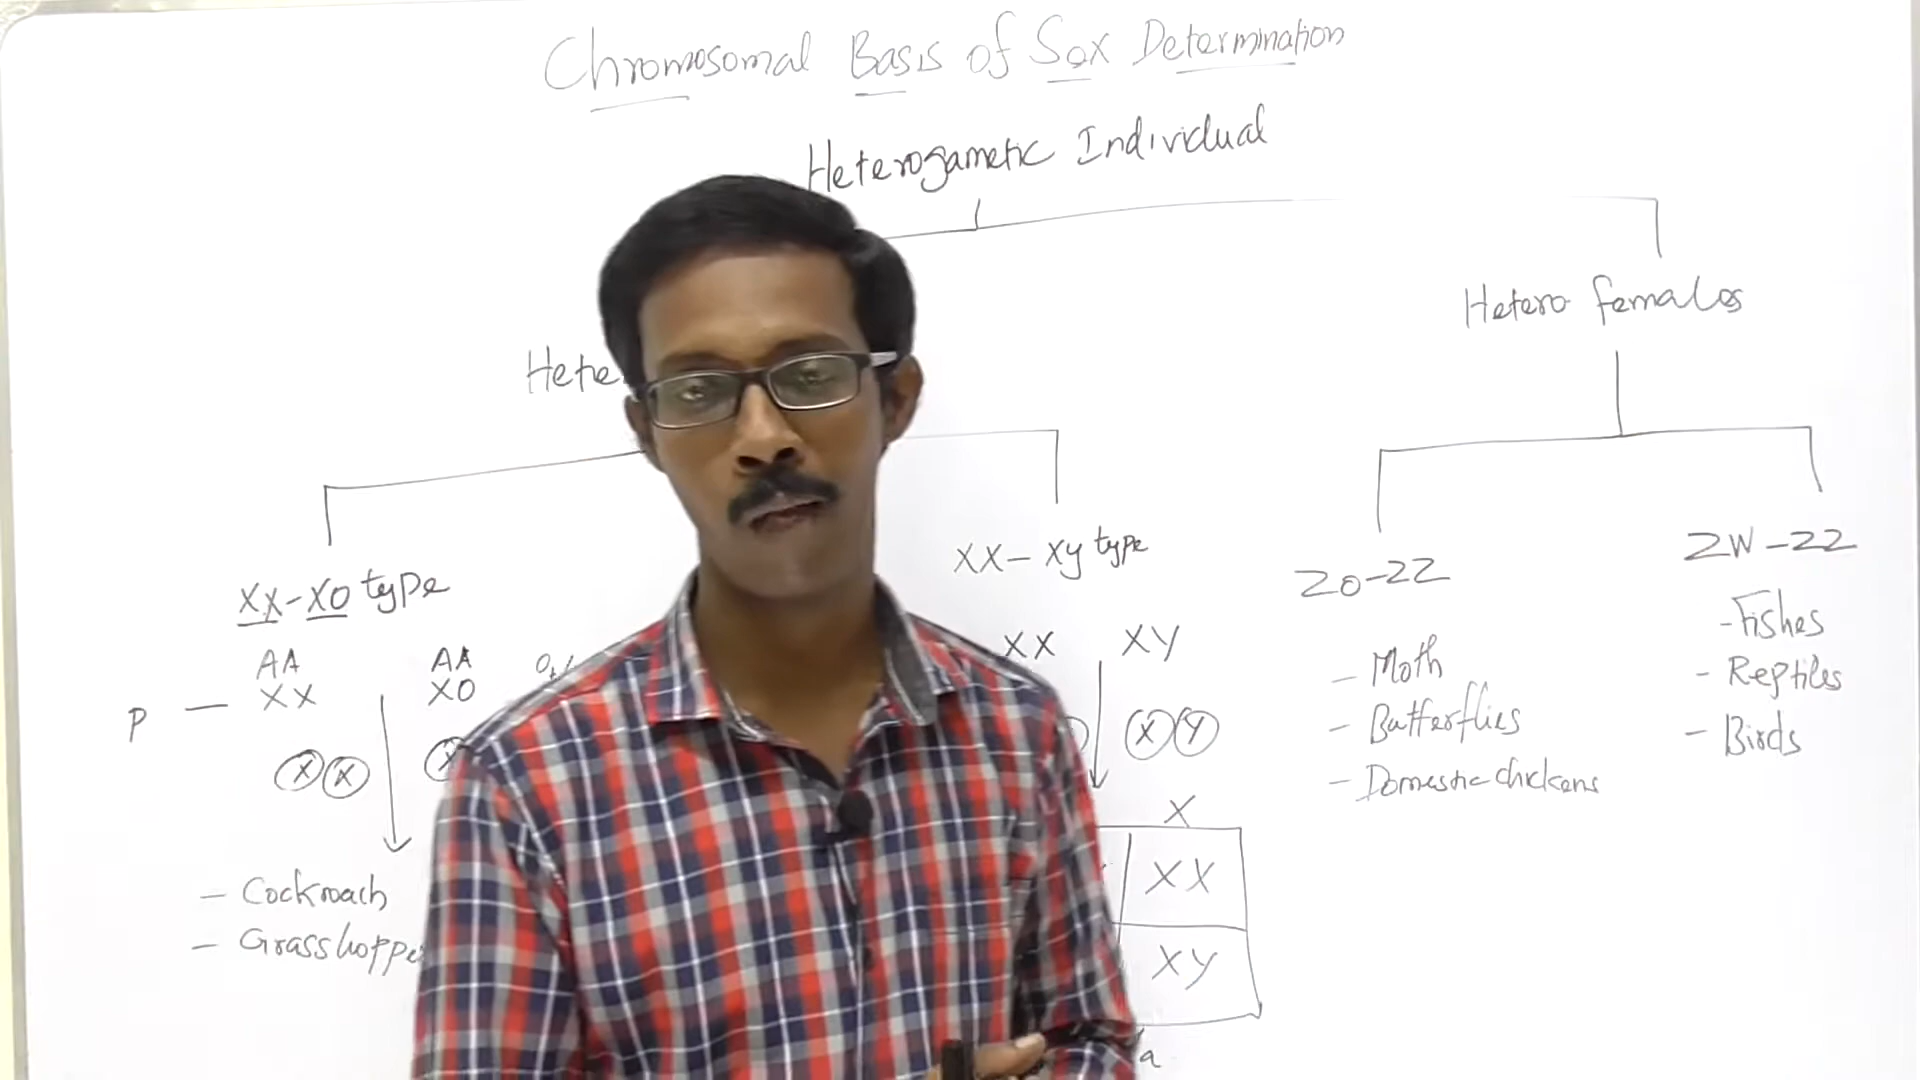 Chromosomal Basis of Sex Determination
Heterogametic Individual
Hetero females
XX-XO type
XX-Xy type
ZO-ZZ
ZW-ZZ
AA
XX
AA
XO
P
X X
X
XX
XY
X Y
X
XX
XY
- Cockroach
- Moth
- Butterflies
- Domestic chickens
- Fishes
- Reptiles
- Birds